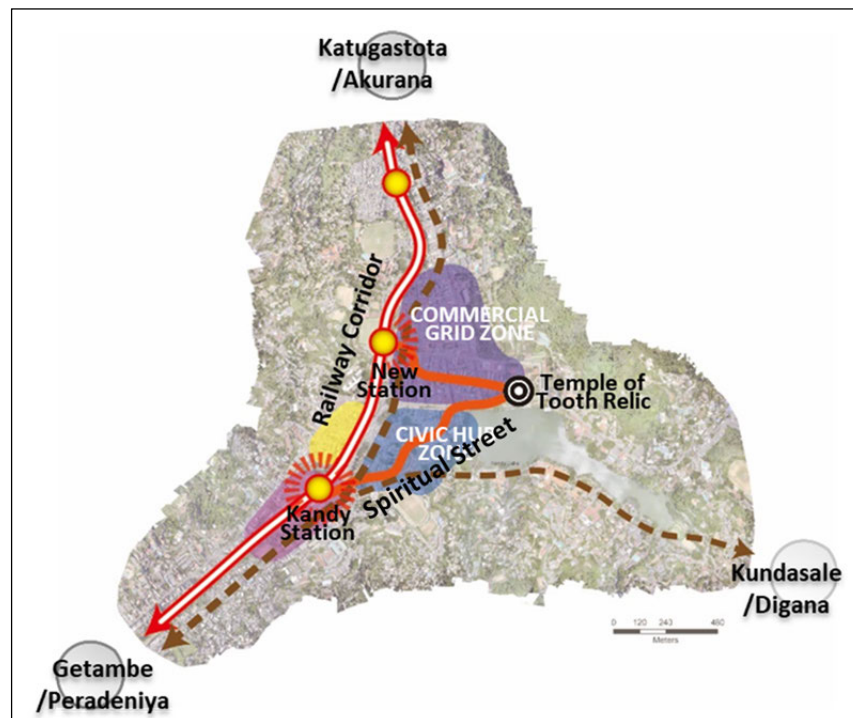 Katugastota
/Akurana
Railway Corridor
COMMERCIAL
GRID ZONE
New
Station
Temple of
Tooth Relic
CIVIC HUB
ZONE
Spiritual Street
Kandy
Station
Kundasale
/Digana
0 120 243 480
Meters
Getambe
/Peradeniya